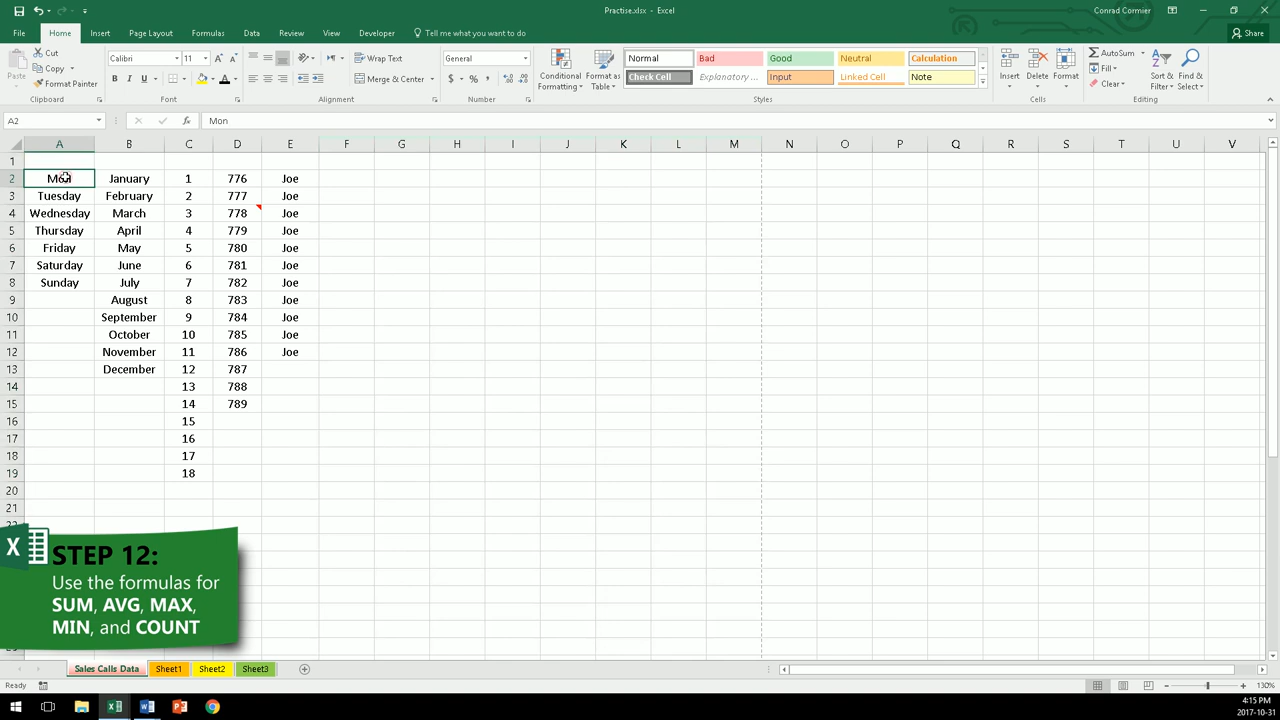 Practise.xlsx - Excel
Conrad Cormier
File Home Insert Page Layout Formulas Data Review View Developer Tell me what you want to do Share
Paste Cut Copy Format Painter Clipboard
Calibri 11 A A B I U A Font
Wrap Text Merge & Center Alignment
General $ % , Number
Conditional Formatting Format as Table
Normal Bad Good Neutral Calculation
Check Cell Explanatory ... Input Linked Cell Note
Styles
Insert Delete Format Cells
AutoSum Fill Clear Sort & Filter Find & Select Editing
A2 fx Mon
A B C D E F G H I J K L M N O P Q R S T U V
1
2 Mon January 1 776 Joe
3 Tuesday February 2 777 Joe
4 Wednesday March 3 778 Joe
5 Thursday April 4 779 Joe
6 Friday May 5 780 Joe
7 Saturday June 6 781 Joe
8 Sunday July 7 782 Joe
9 August 8 783 Joe
10 September 9 784 Joe
11 October 10 785 Joe
12 November 11 786 Joe
13 December 12 787
14 13 788
15 14 789
16 15
17 16
18 17
19 18
20
21
X STEP 12:
Use the formulas for
SUM, AVG, MAX,
MIN, and COUNT
Sales Calls Data Sheet1 Sheet2 Sheet3
Ready 130%
4:15 PM
2017-10-31